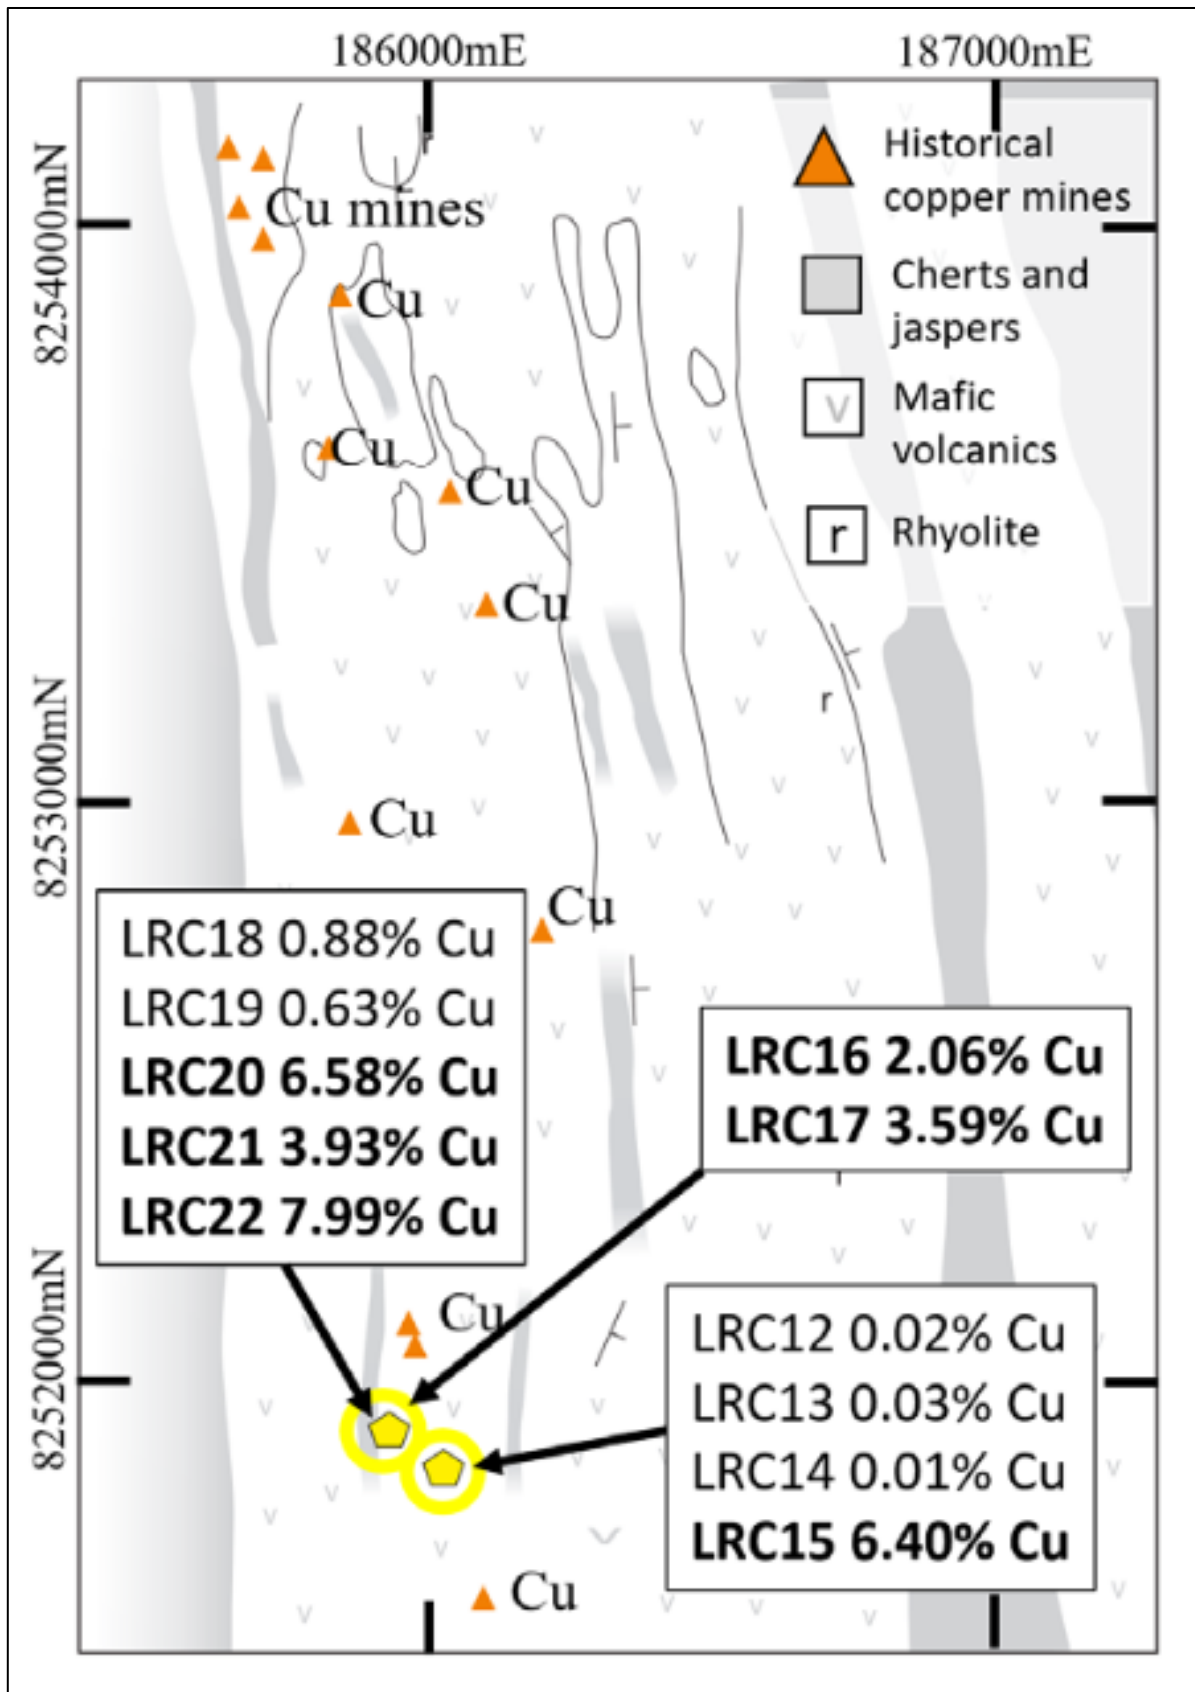 186000mE
187000mE
8254000mN
8253000mN
8252000mN
r
Cu mines
Cu
Cu
Cu
Cu
Cu
Cu
Cu
Cu
r
Historical
copper mines
Cherts and
jaspers
v
Mafic
volcanics
r
Rhyolite
LRC18 0.88% Cu
LRC19 0.63% Cu
LRC20 6.58% Cu
LRC21 3.93% Cu
LRC22 7.99% Cu
LRC16 2.06% Cu
LRC17 3.59% Cu
LRC12 0.02% Cu
LRC13 0.03% Cu
LRC14 0.01% Cu
LRC15 6.40% Cu